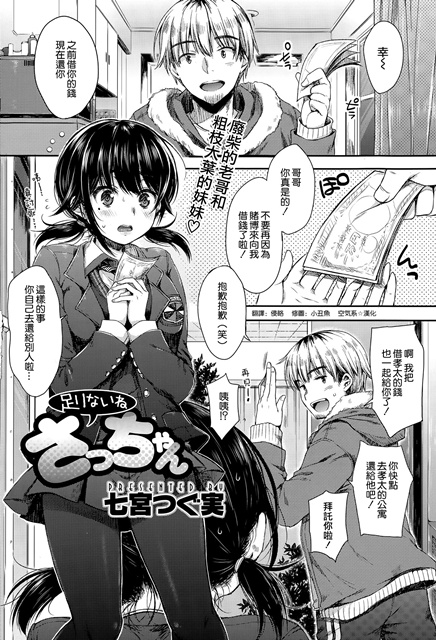 幸～
之前借你的錢
現在還你
ピラ
廢柴的老哥和
粗枝大葉的妹妹♡
哥哥
你真是的
不要再因為
賭博來向我
借錢了啦！
ぽん
抱歉抱歉（笑）
翻譯：侵略　修圖：小丑魚　空気系☆漢化
這樣的事
你自己去還給別人啦…
啊 我把
借孝太的錢
也一起給你了！
咦咦!?
你快點
去孝太的公寓
還給他吧！
拜託你啦！
足りないね
さっちゃん
PRESENTED BY
七宮つぐ実